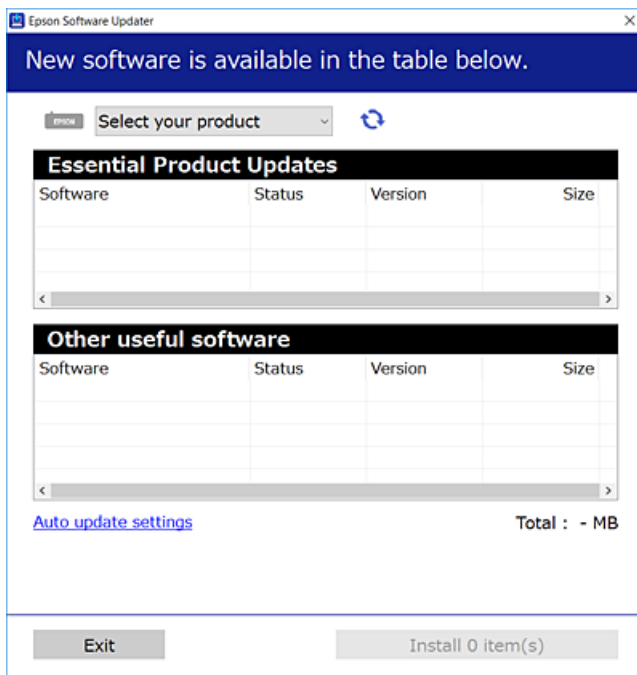 Epson Software Updater
New software is available in the table below.
EPSON Select your product
Essential Product Updates
Software Status Version Size
Other useful software
Software Status Version Size
Auto update settings Total : - MB
Exit Install 0 item(s)